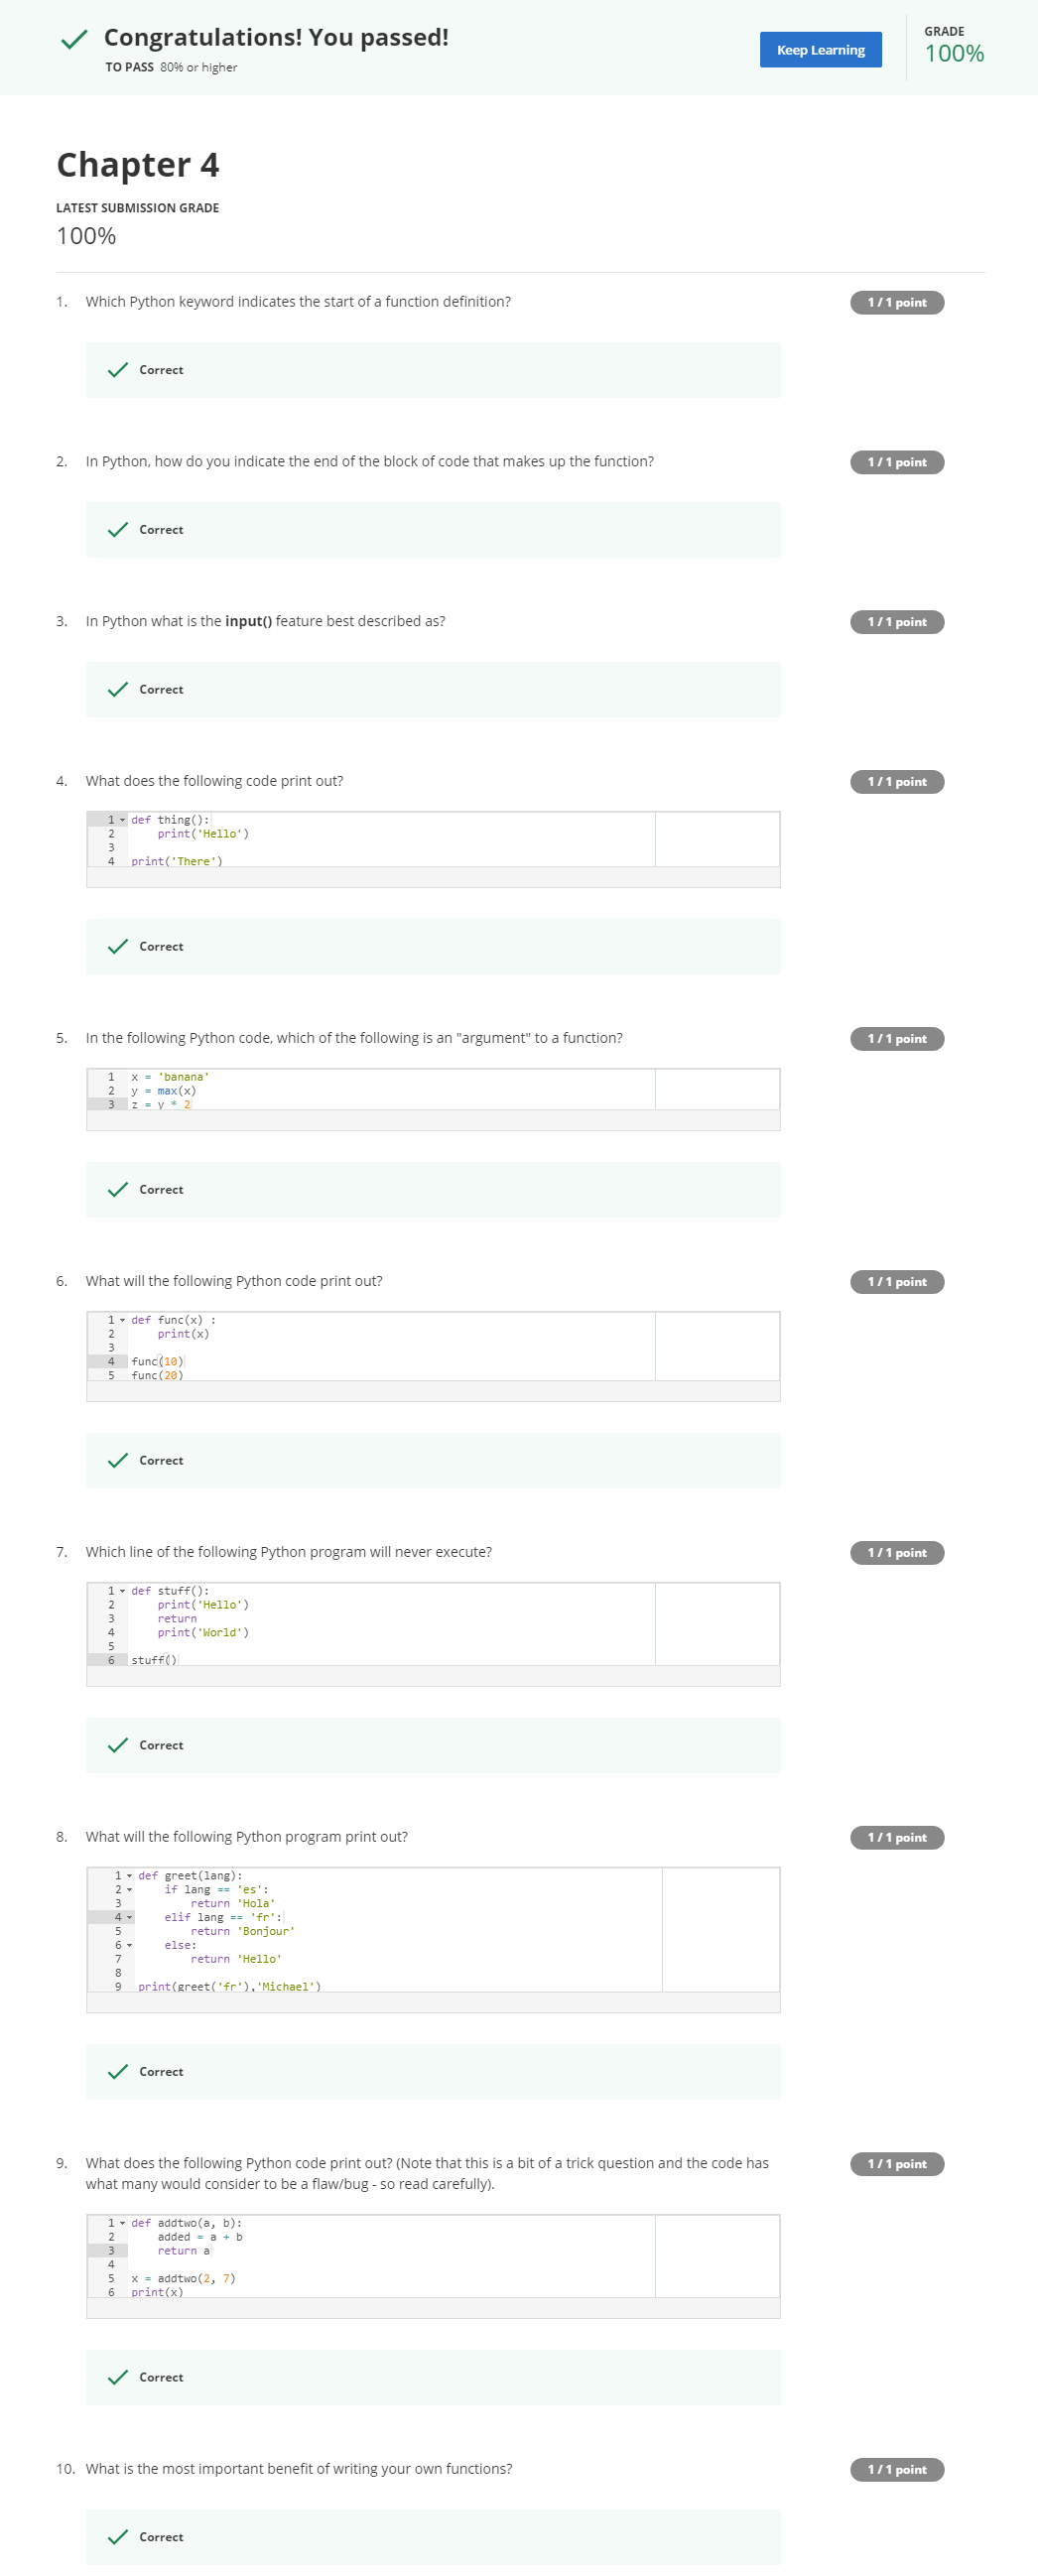 Congratulations! You passed!
TO PASS 80% or higher
Keep Learning
GRADE
100%
Chapter 4
LATEST SUBMISSION GRADE
100%
1. Which Python keyword indicates the start of a function definition?
1 / 1 point
Correct
2. In Python, how do you indicate the end of the block of code that makes up the function?
1 / 1 point
Correct
3. In Python what is the input() feature best described as?
1 / 1 point
Correct
4. What does the following code print out?
1 / 1 point
1 def thing():
2     print('Hello')
3
4 print('There')
Correct
5. In the following Python code, which of the following is an "argument" to a function?
1 / 1 point
1 x = 'banana'
2 y = max(x)
3 z = y * 2
Correct
6. What will the following Python code print out?
1 / 1 point
1 def func(x) :
2     print(x)
3
4 func(10)
5 func(20)
Correct
7. Which line of the following Python program will never execute?
1 / 1 point
1 def stuff():
2     print('Hello')
3     return
4     print('World')
5
6 stuff()
Correct
8. What will the following Python program print out?
1 / 1 point
1 def greet(lang):
2     if lang == 'es':
3         return 'Hola'
4     elif lang == 'fr':
5         return 'Bonjour'
6     else:
7         return 'Hello'
8
9 print(greet('fr'),'Michael')
Correct
9. What does the following Python code print out? (Note that this is a bit of a trick question and the code has
what many would consider to be a flaw/bug - so read carefully).
1 / 1 point
1 def addtwo(a, b):
2     added = a + b
3     return a
4
5 x = addtwo(2, 7)
6 print(x)
Correct
10. What is the most important benefit of writing your own functions?
1 / 1 point
Correct